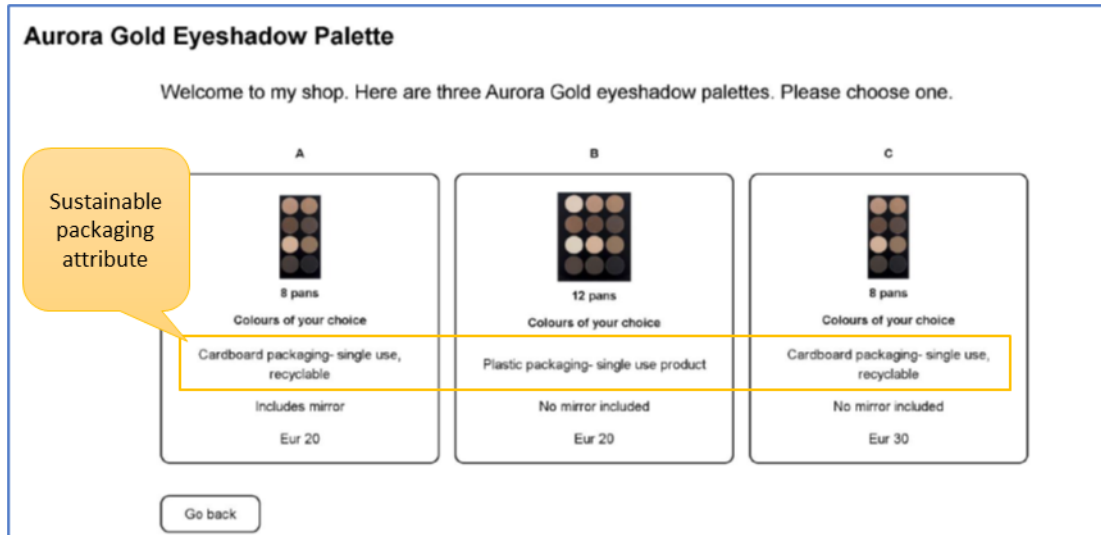 Aurora Gold Eyeshadow Palette
Welcome to my shop. Here are three Aurora Gold eyeshadow palettes. Please choose one.
A
B
C
Sustainable
packaging
attribute
8 pans
Colours of your choice
Cardboard packaging- single use,
recyclable
Includes mirror
Eur 20
12 pans
Colours of your choice
Plastic packaging- single use product
No mirror included
Eur 20
8 pans
Colours of your choice
Cardboard packaging- single use,
recyclable
No mirror included
Eur 30
Go back